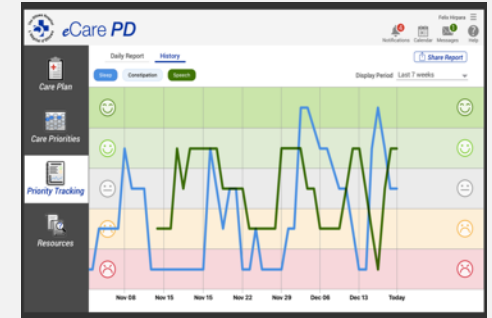 eCare PD
Felix Mopara
Notifications
Calendar
Messages
Help
Daily Report
History
Share Report
Sleep
Constipation
Speech
Display Period
Last 7 weeks
Care Plan
Care Priorities
Priority Tracking
Resources
Nov 08
Nov 15
Nov 15
Nov 22
Nov 29
Dec 06
Dec 13
Today